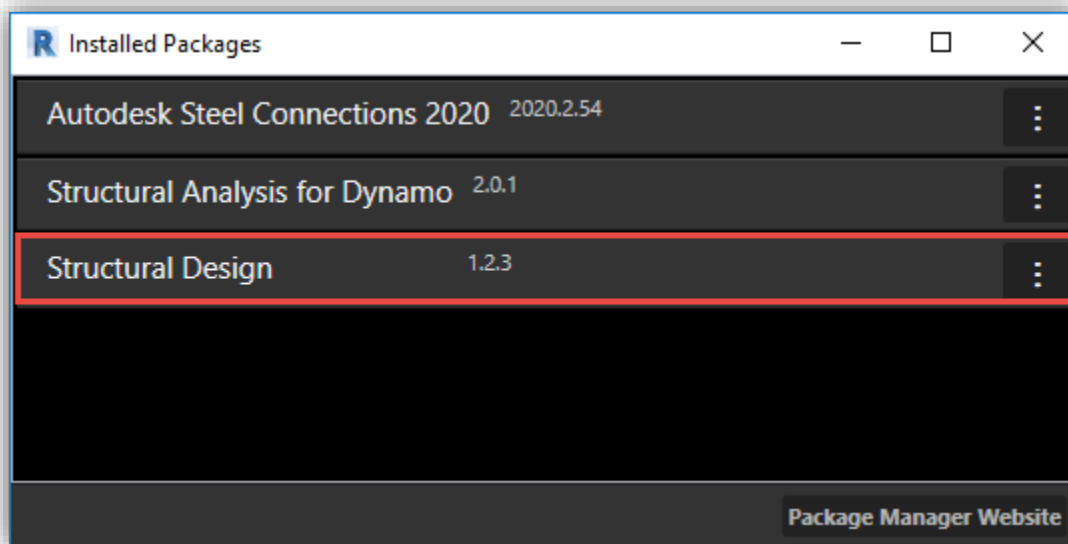 R Installed Packages
Autodesk Steel Connections 2020 2020.2.54
Structural Analysis for Dynamo 2.0.1
Structural Design 1.2.3
Package Manager Website